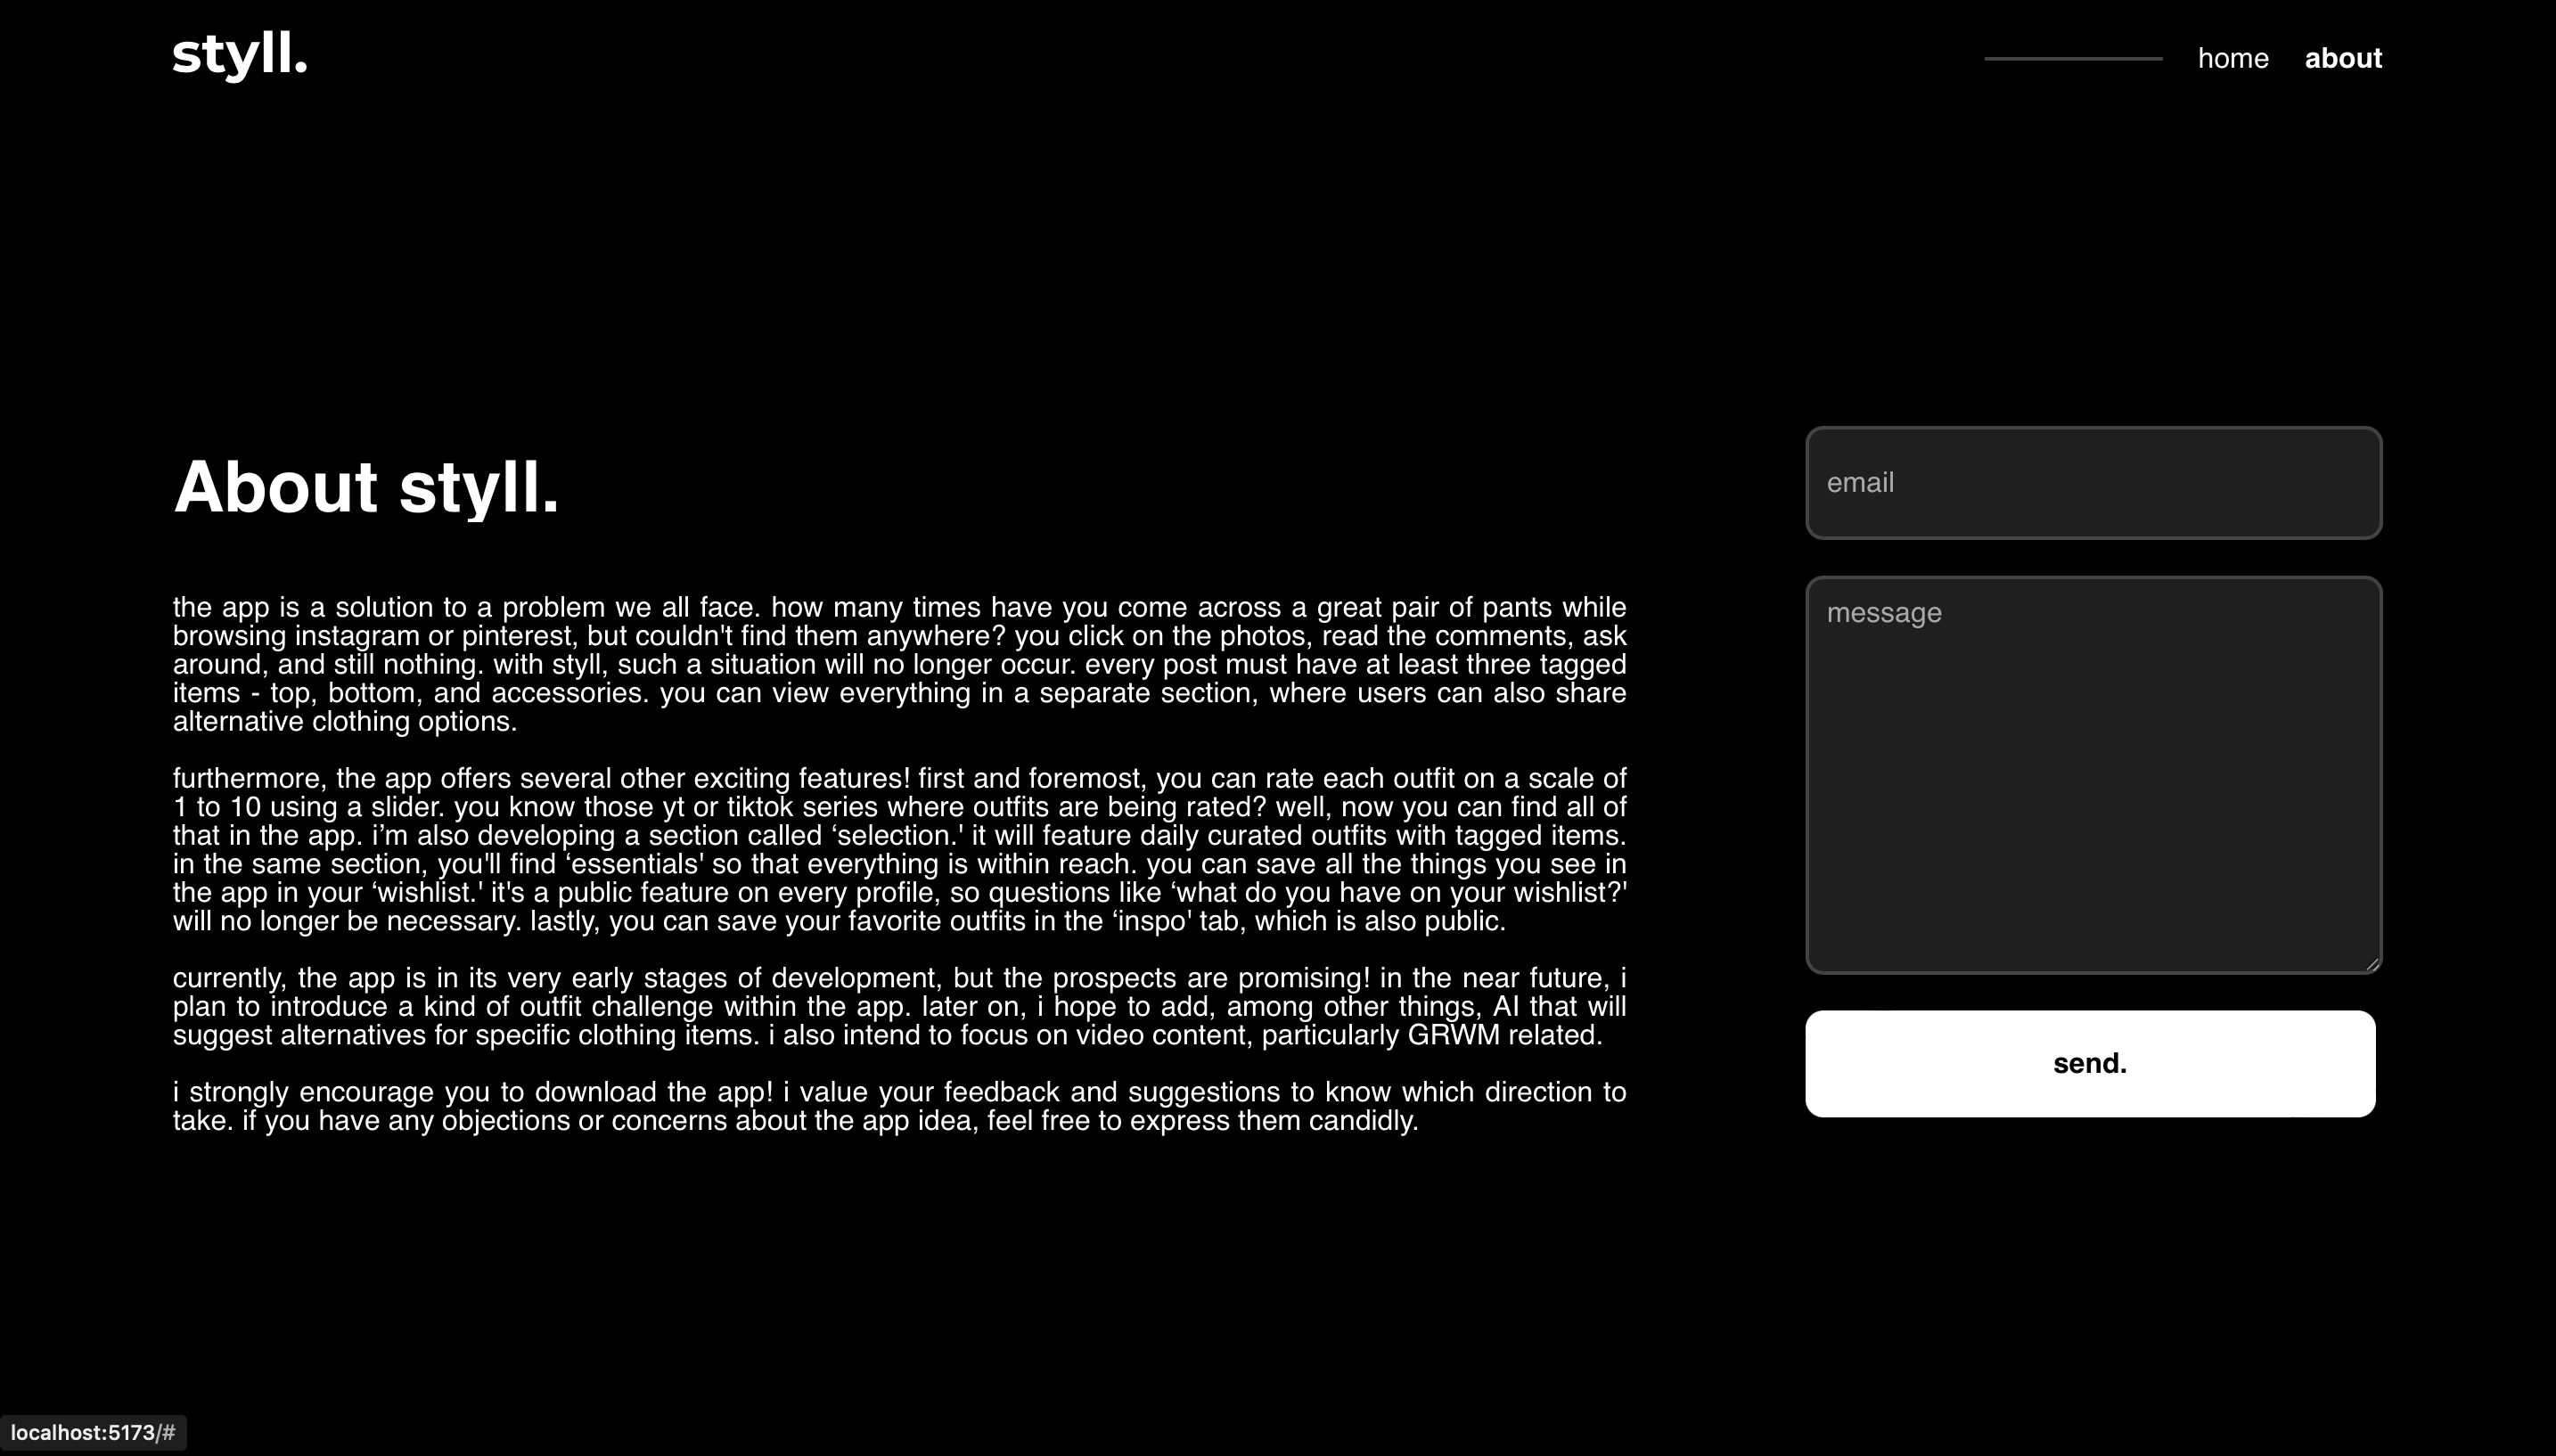 styll.
home about
About styll.
the app is a solution to a problem we all face. how many times have you come across a great pair of pants while
browsing instagram or pinterest, but couldn't find them anywhere? you click on the photos, read the comments, ask
around, and still nothing. with styll, such a situation will no longer occur. every post must have at least three tagged
items - top, bottom, and accessories. you can view everything in a separate section, where users can also share
alternative clothing options.
furthermore, the app offers several other exciting features! first and foremost, you can rate each outfit on a scale of
1 to 10 using a slider. you know those yt or tiktok series where outfits are being rated? well, now you can find all of
that in the app. i’m also developing a section called ‘selection.' it will feature daily curated outfits with tagged items.
in the same section, you'll find ‘essentials' so that everything is within reach. you can save all the things you see in
the app in your ‘wishlist.' it's a public feature on every profile, so questions like ‘what do you have on your wishlist?'
will no longer be necessary. lastly, you can save your favorite outfits in the ‘inspo' tab, which is also public.
currently, the app is in its very early stages of development, but the prospects are promising! in the near future, i
plan to introduce a kind of outfit challenge within the app. later on, i hope to add, among other things, AI that will
suggest alternatives for specific clothing items. i also intend to focus on video content, particularly GRWM related.
i strongly encourage you to download the app! i value your feedback and suggestions to know which direction to
take. if you have any objections or concerns about the app idea, feel free to express them candidly.
email
message
send.
localhost:5173/#